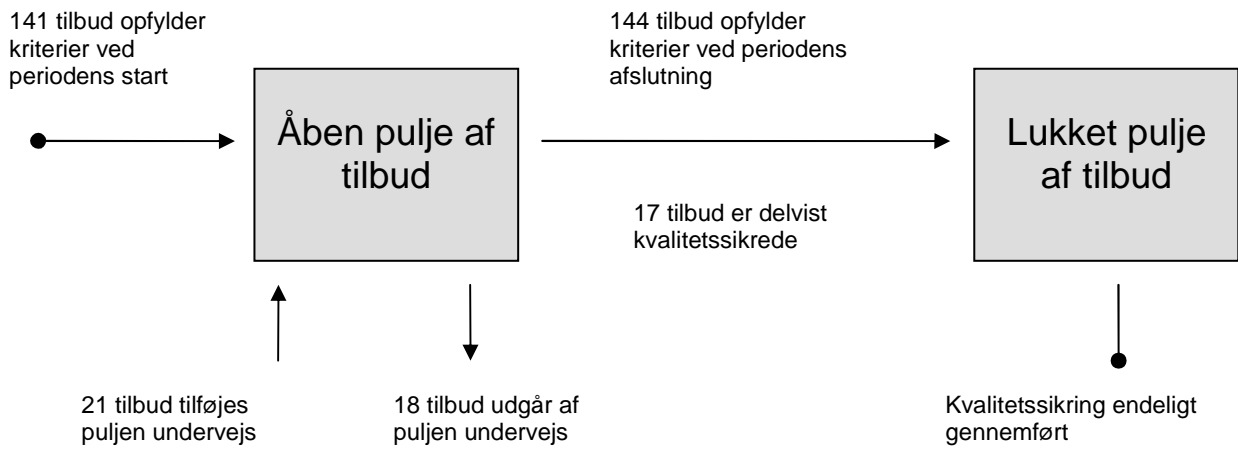 141 tilbud opfylder
kriterier ved
periodens start
Åben pulje af
tilbud
144 tilbud opfylder
kriterier ved periodens
afslutning
17 tilbud er delvist
kvalitetssikrede
Lukket pulje
af tilbud
21 tilbud tilføjes
puljen undervejs
18 tilbud udgår af
puljen undervejs
Kvalitetssikring endeligt
gennemført